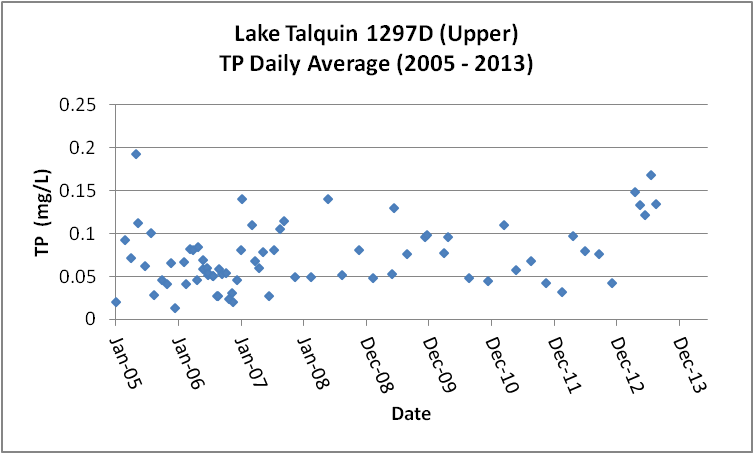 Lake Talquin 1297D (Upper)
TP Daily Average (2005 - 2013)
TP (mg/L)
0.25
0.2
0.15
0.1
0.05
0
Jan-05
Jan-06
Jan-07
Jan-08
Dec-08
Dec-09
Dec-10
Dec-11
Dec-12
Dec-13
Date